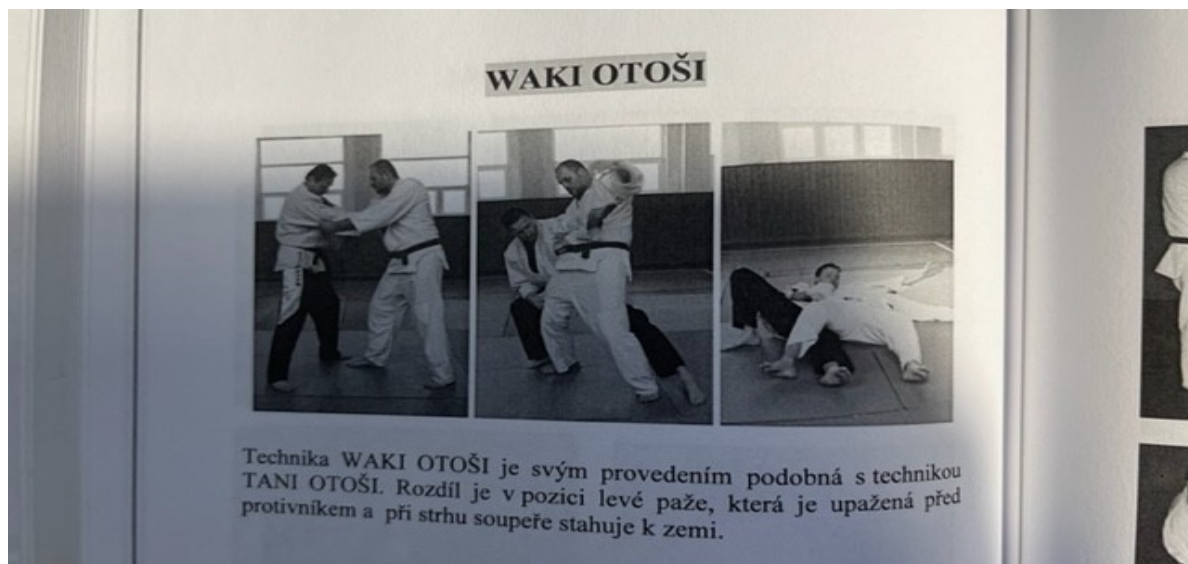 WAKI OTOŠI
Technika WAKI OTOŠI je svým provedením podobná s technikou
TANI OTOŠI. Rozdíl je v pozici levé paže, která je upažená před
protivníkem a při strhu soupeře stahuje k zemi.